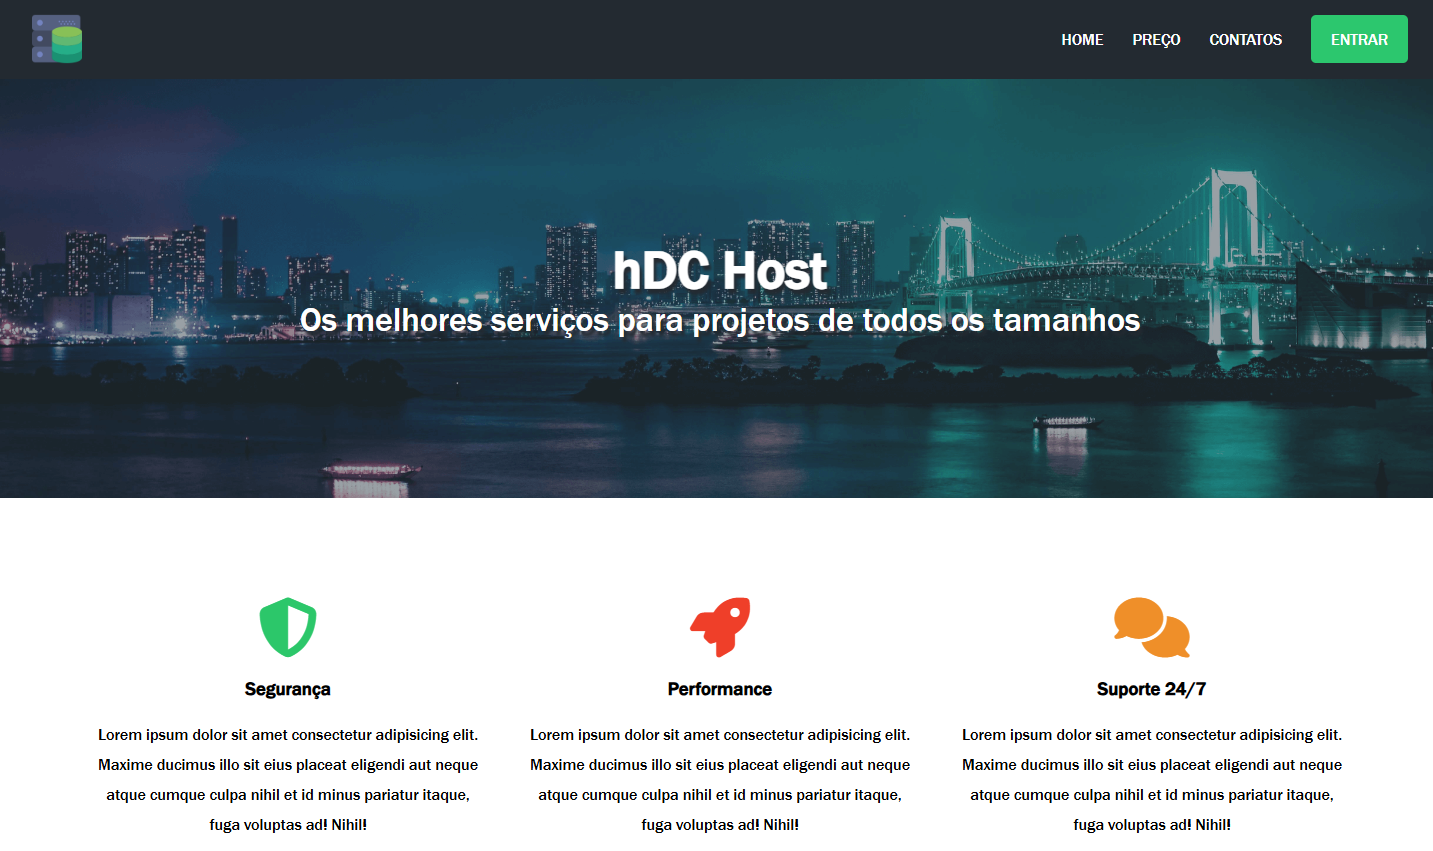 HOME PREÇO CONTATOS ENTRAR
hDC Host
Os melhores serviços para projetos de todos os tamanhos
Segurança
Lorem ipsum dolor sit amet consectetur adipisicing elit.
Maxime ducimus illo sit eius placeat eligendi aut neque
atque cumque culpa nihil et id minus pariatur itaque,
fuga voluptas ad! Nihil!
Performance
Lorem ipsum dolor sit amet consectetur adipisicing elit.
Maxime ducimus illo sit eius placeat eligendi aut neque
atque cumque culpa nihil et id minus pariatur itaque,
fuga voluptas ad! Nihil!
Suporte 24/7
Lorem ipsum dolor sit amet consectetur adipisicing elit.
Maxime ducimus illo sit eius placeat eligendi aut neque
atque cumque culpa nihil et id minus pariatur itaque,
fuga voluptas ad! Nihil!